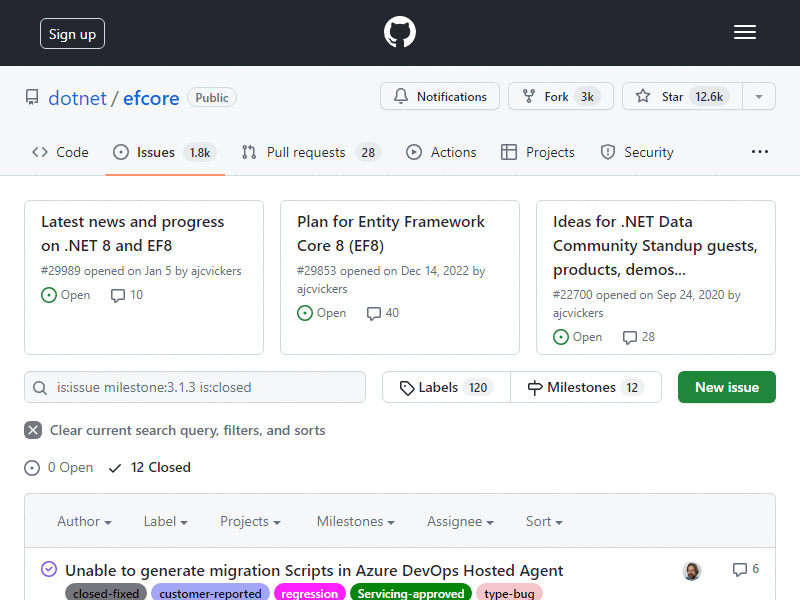 Sign up
dotnet / efcore Public
Notifications Fork 3k Star 12.6k
Code Issues 1.8k Pull requests 28 Actions Projects Security
Latest news and progress
on .NET 8 and EF8
#29989 opened on Jan 5 by ajcvickers
Open 10
Plan for Entity Framework
Core 8 (EF8)
#29853 opened on Dec 14, 2022 by
ajcvickers
Open 40
Ideas for .NET Data
Community Standup guests,
products, demos...
#22700 opened on Sep 24, 2020 by
ajcvickers
Open 28
is:issue milestone:3.1.3 is:closed Labels 120 Milestones 12 New issue
Clear current search query, filters, and sorts
0 Open 12 Closed
Author Label Projects Milestones Assignee Sort
Unable to generate migration Scripts in Azure DevOps Hosted Agent 6
closed-fixed customer-reported regression Servicing-approved type-bug